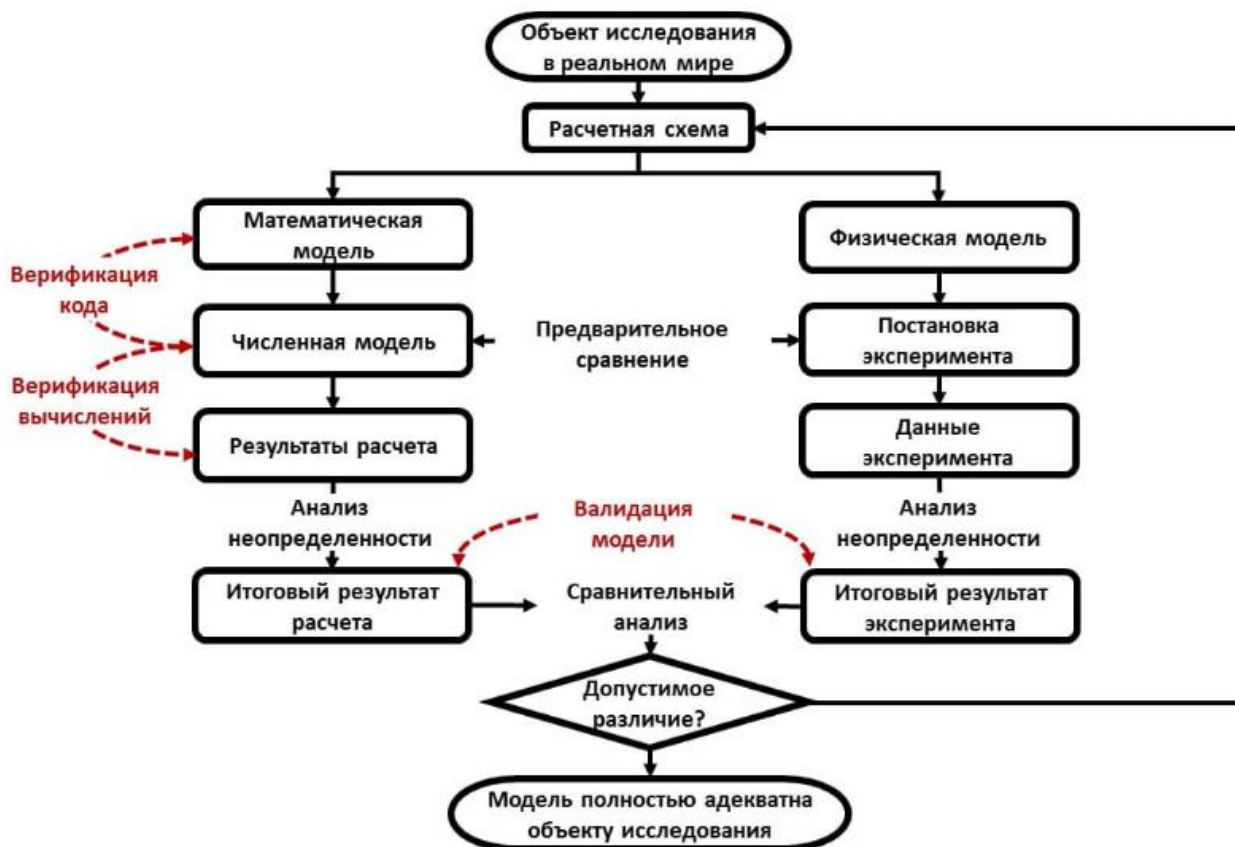 Объект исследования
в реальном мире
Расчетная схема
Математическая
модель
Физическая модель
Верификация
кода
Численная модель
Предварительное
сравнение
Постановка
эксперимента
Верификация
вычислений
Результаты расчета
Данные
эксперимента
Анализ
неопределенности
Валидация
модели
Анализ
неопределенности
Итоговый результат
расчета
Сравнительный
анализ
Итоговый результат
эксперимента
Допустимое
различие?
Модель полностью адекватна
объекту исследования